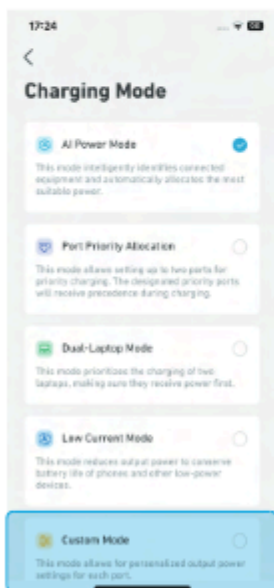 17:24
Charging Mode
AI Power Mode
This mode intelligently identifies connected
equipment and automatically allocates the most
suitable power.
Port Priority Allocation
This mode allows setting up to two ports for
priority charging. The designated priority ports
will receive precedence during charging.
Dual-Laptop Mode
This mode prioritizes the charging of two
laptops, making sure they receive power first.
Low Current Mode
This mode reduces output power to conserve
battery life of phones and other low-power
devices.
Custom Mode
This mode allows for personalized output power
settings for each port.